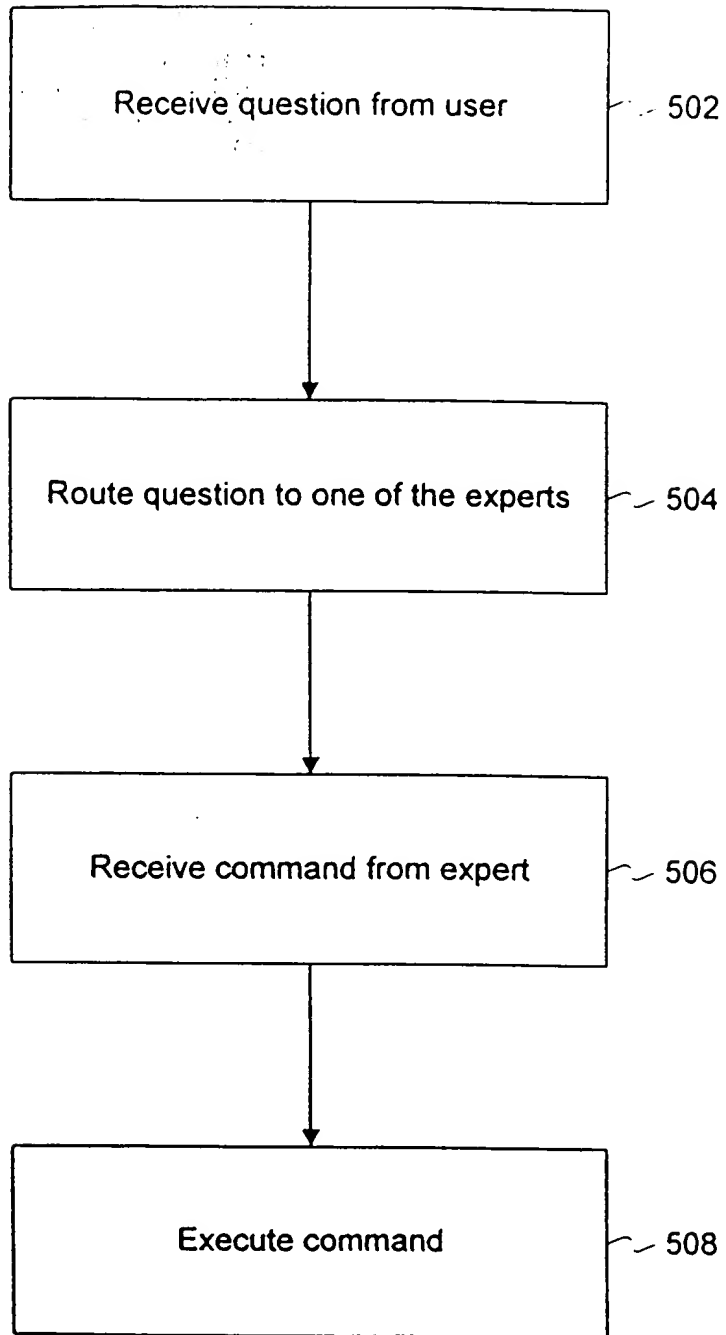 Receive question from user
502
Route question to one of the experts
504
Receive command from expert
506
Execute command
508